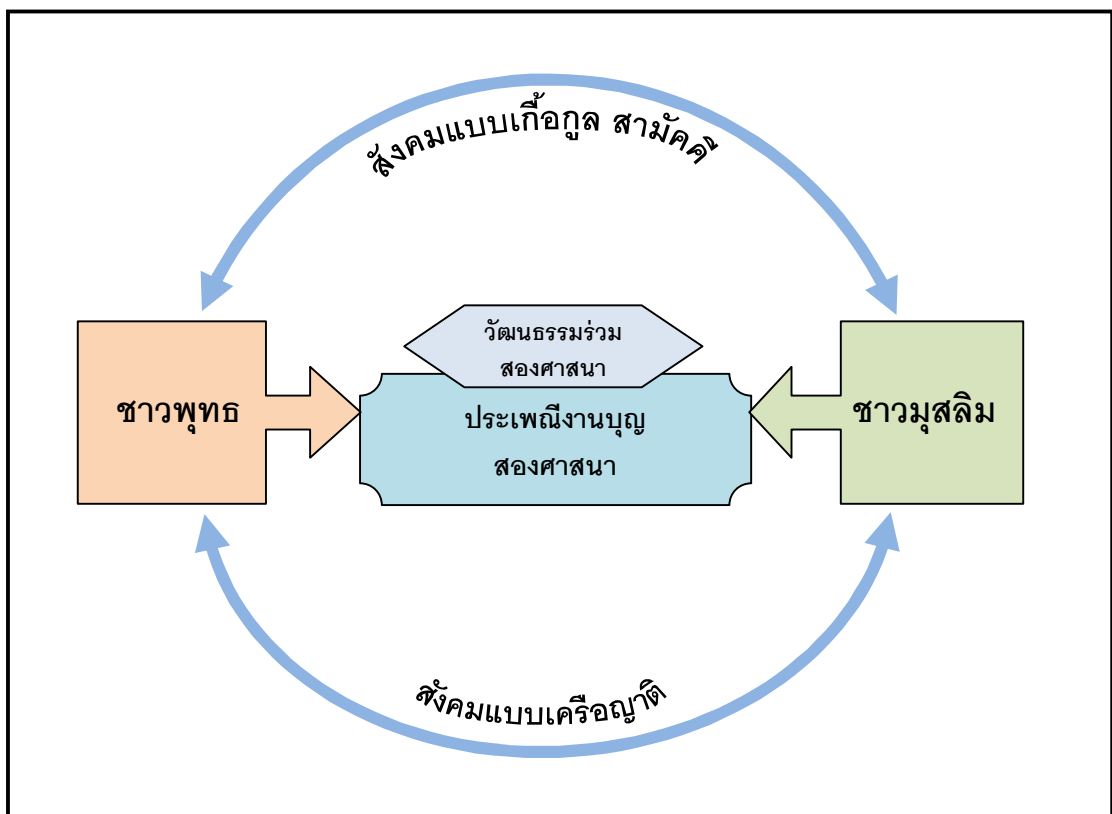 สังคมแบบเกื้อกูล สามัคคี
วัฒนธรรมร่วม
สองศาสนา
ชาวพุทธ
ประเพณีงานบุญ
สองศาสนา
ชาวมุสลิม
สังคมแบบเครือญาติ